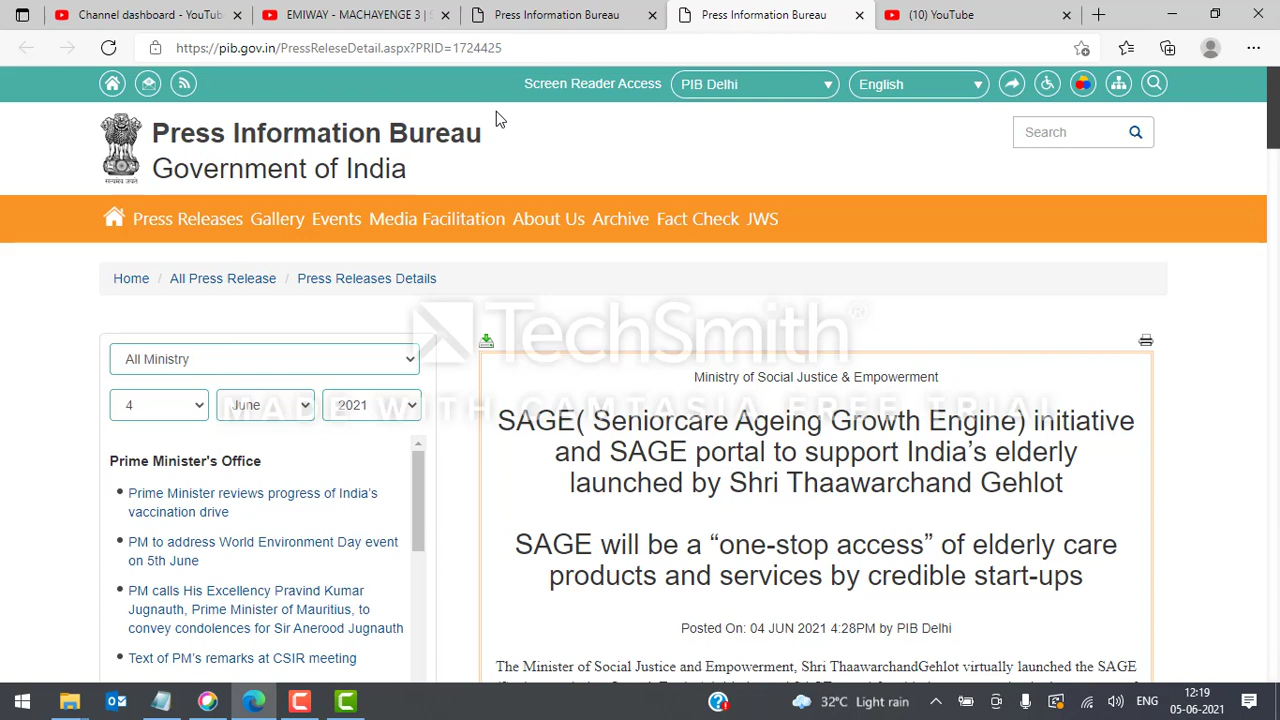 Channel dashboard - YouTub
EMIWAY - MACHAYENGE 3 | S
Press Information Bureau
Press Information Bureau
(10) YouTube
https://pib.gov.in/PressReleseDetail.aspx?PRID=1724425
Screen Reader Access
PIB Delhi
English
Press Information Bureau
Government of India
सत्यमेव जयते
Search
Press Releases Gallery Events Media Facilitation About Us Archive Fact Check JWS
Home / All Press Release / Press Releases Details
TechSmith®
MADE WITH CAMTASIA FREE TRIAL
All Ministry
4 June 2021
Prime Minister's Office
Prime Minister reviews progress of India's
vaccination drive
PM to address World Environment Day event
on 5th June
PM calls His Excellency Pravind Kumar
Jugnauth, Prime Minister of Mauritius, to
convey condolences for Sir Anerood Jugnauth
Text of PM's remarks at CSIR meeting
Ministry of Social Justice & Empowerment
SAGE( Seniorcare Ageing Growth Engine) initiative
and SAGE portal to support India's elderly
launched by Shri Thaawarchand Gehlot
SAGE will be a “one-stop access” of elderly care
products and services by credible start-ups
Posted On: 04 JUN 2021 4:28PM by PIB Delhi
The Minister of Social Justice and Empowerment, Shri ThaawarchandGehlot virtually launched the SAGE
32°C Light rain
ENG
12:19
05-06-2021